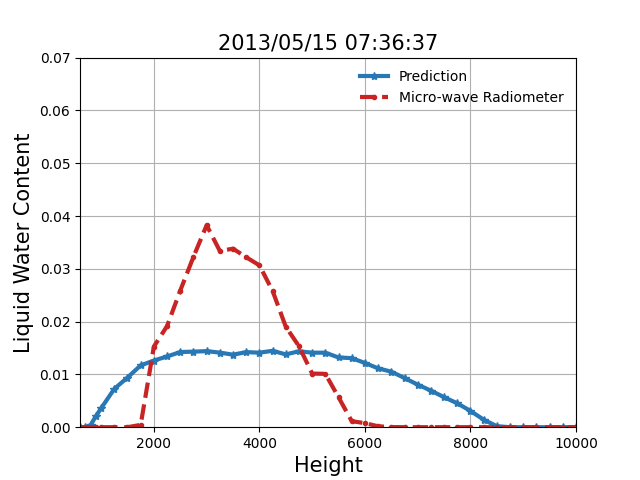 2013/05/15 07:36:37
Prediction
Micro-wave Radiometer
Liquid Water Content
0.07
0.06
0.05
0.04
0.03
0.02
0.01
0.00
2000 4000 6000 8000 10000
Height